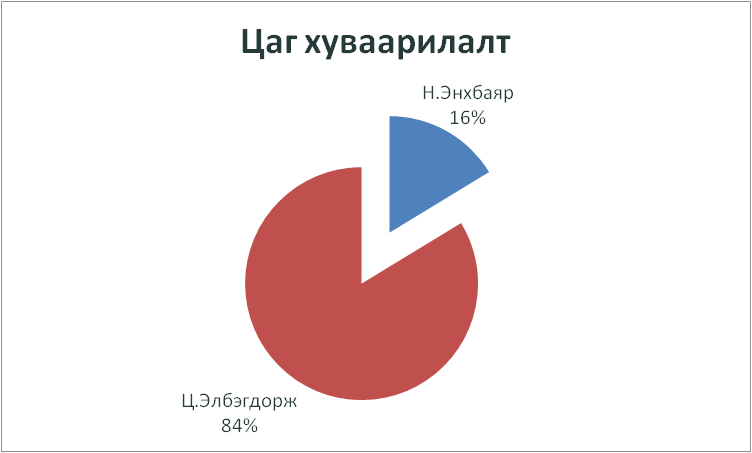 Цаг хуваарилалт
Н.Энхбаяр
16%
Ц.Элбэгдорж
84%